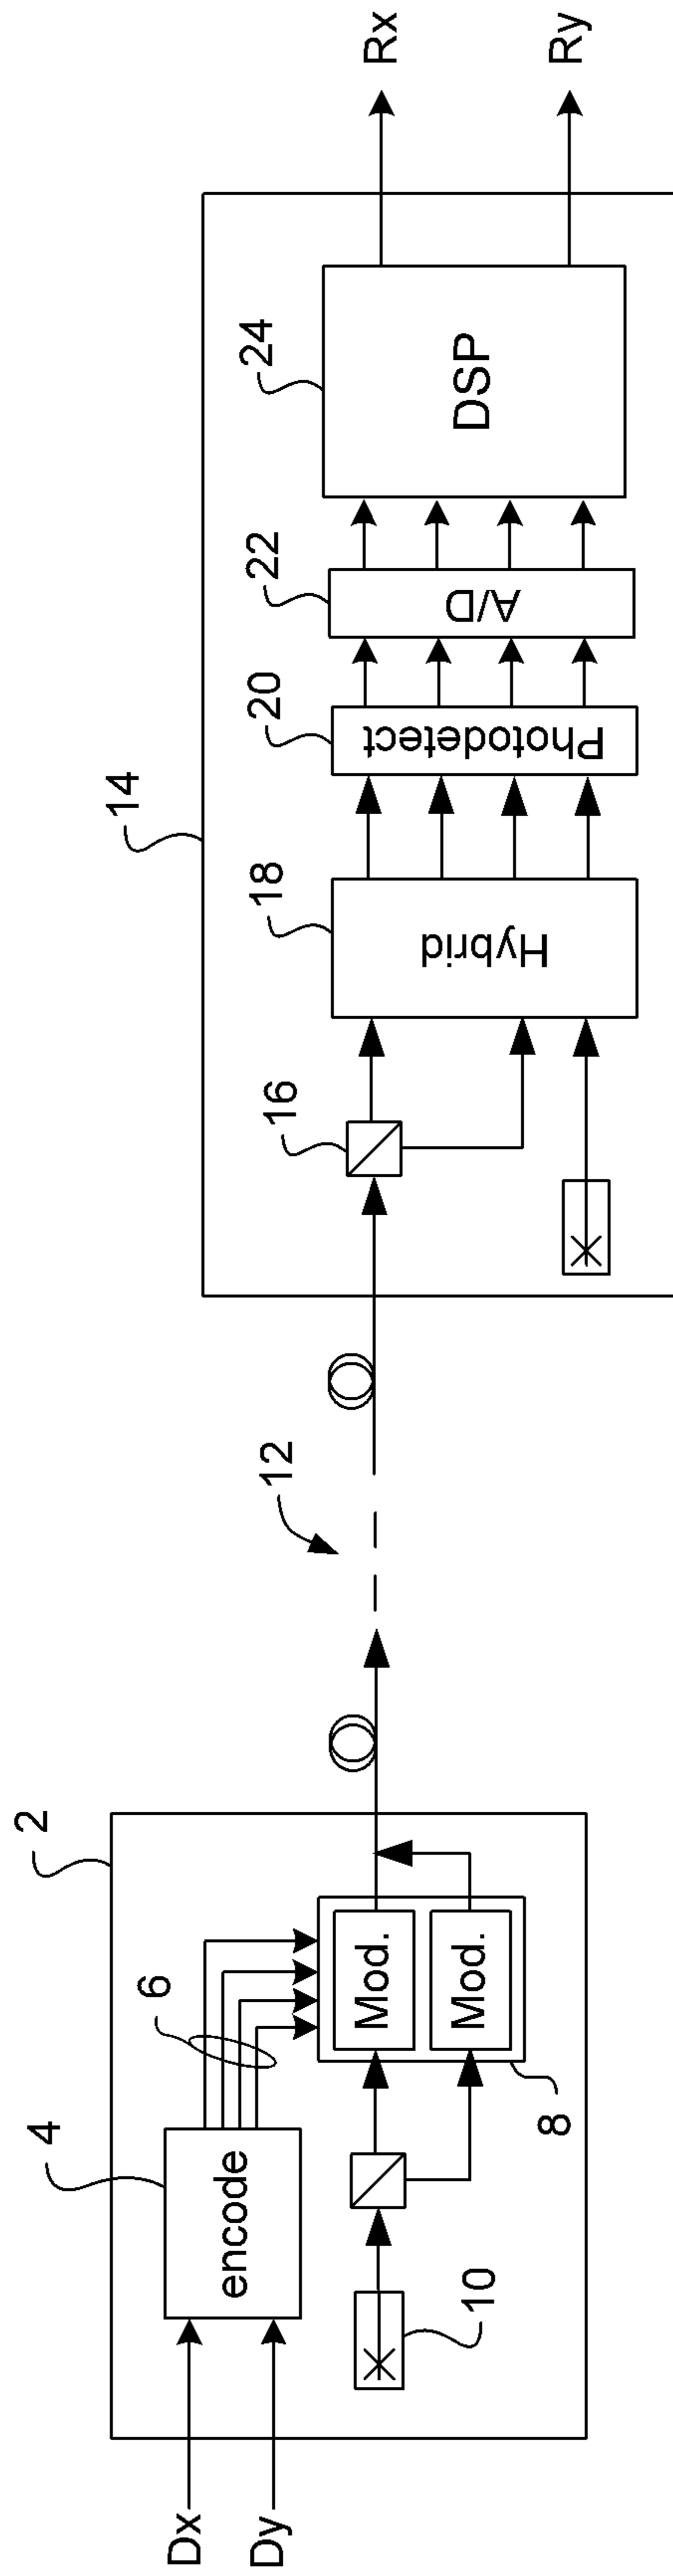 Dx
Dy
2
4
encode
6
Mod.
Mod.
8
10
12
14
16
18
Hybrid
20
Photodetect
22
A/D
24
DSP
Rx
Ry